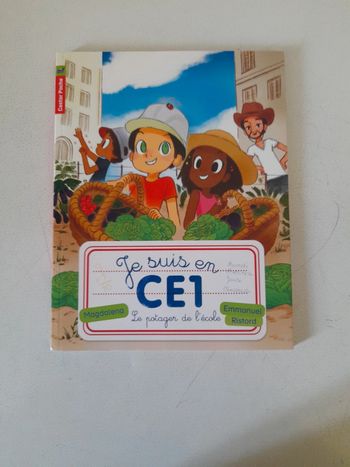 Castor Poche
Je suis en
CE1
Magdalena
Le potager de l'école
Emmanuel
Ristord